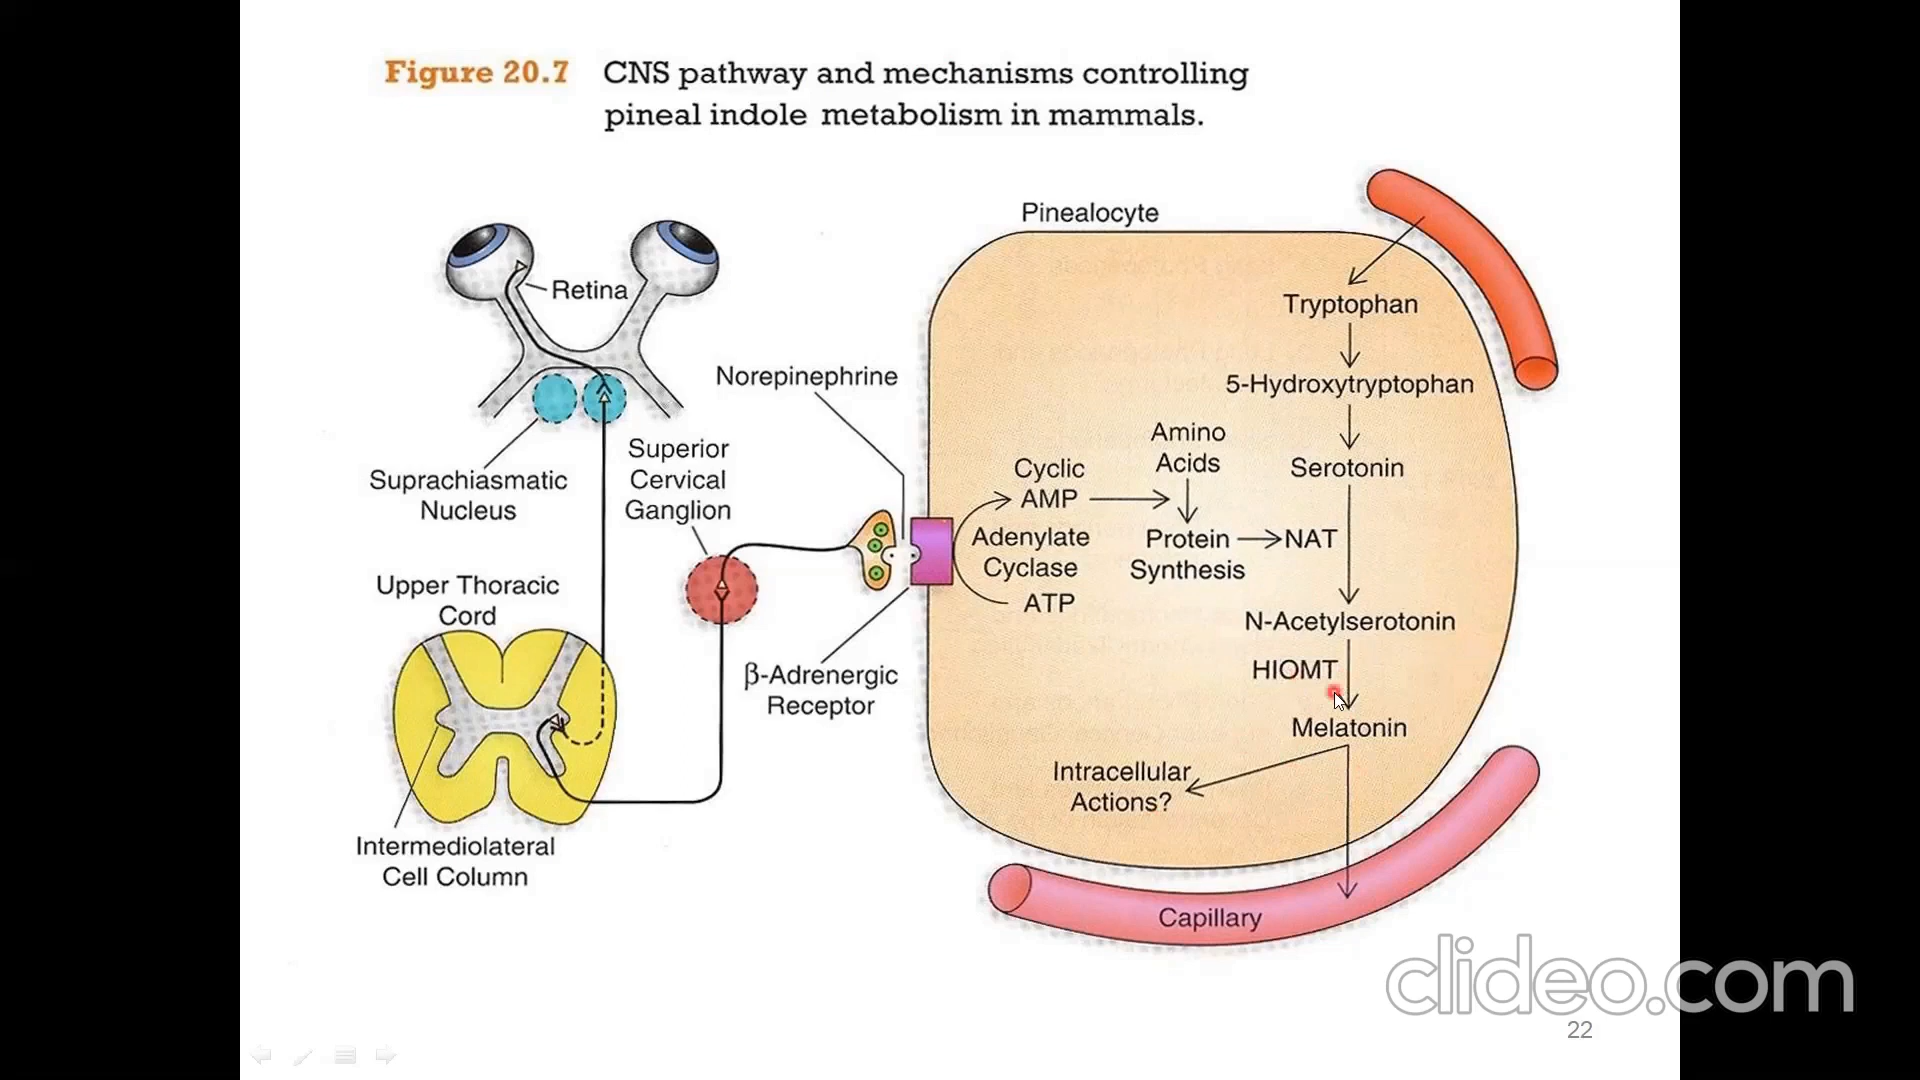 Figure 20.7 CNS pathway and mechanisms controlling
pineal indole metabolism in mammals.
Pinealocyte
Retina
Tryptophan
Norepinephrine
5-Hydroxytryptophan
Superior
Cervical
Ganglion
Suprachiasmatic
Nucleus
Amino
Acids
Cyclic
AMP
Serotonin
Adenylate
Cyclase
ATP
Protein
Synthesis
NAT
Upper Thoracic
Cord
N-Acetylserotonin
β-Adrenergic
Receptor
HIOMT
Melatonin
Intracellular
Actions?
Intermediolateral
Cell Column
Capillary
clideo.com
22